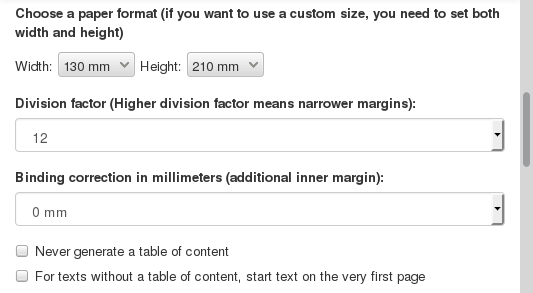 Choose a paper format (if you want to use a custom size, you need to set both
width and height)
Width: 130 mm Height: 210 mm
Division factor (Higher division factor means narrower margins):
12
Binding correction in millimeters (additional inner margin):
0 mm
Never generate a table of content
For texts without a table of content, start text on the very first page